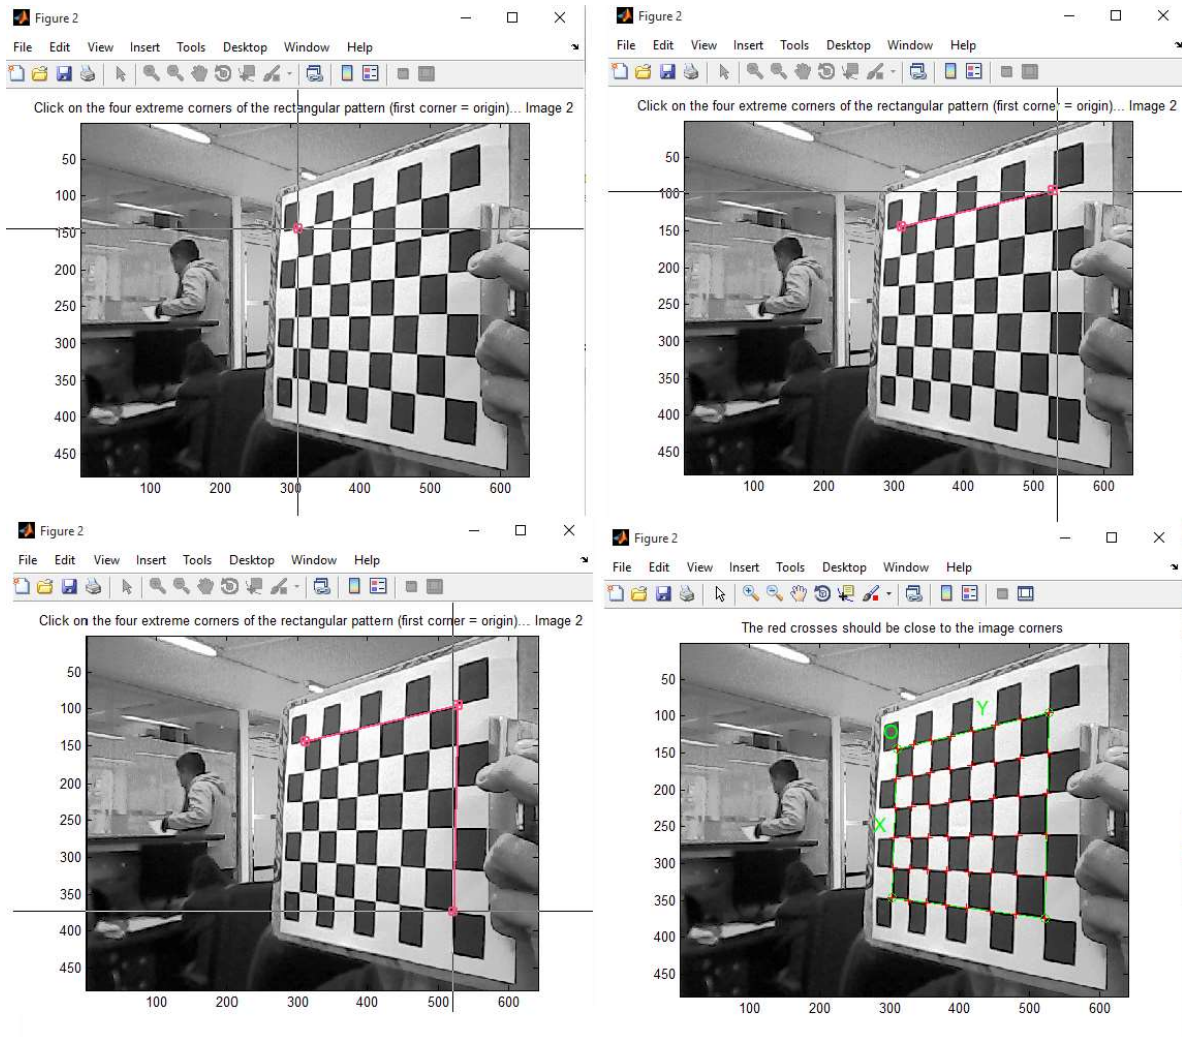 Figure 2
File Edit View Insert Tools Desktop Window Help
Click on the four extreme corners of the rectangular pattern (first corner = origin)... Image 2
50
100
150
200
250
300
350
400
450
100 200 300 400 500 600
Figure 2
File Edit View Insert Tools Desktop Window Help
Click on the four extreme corners of the rectangular pattern (first corner = origin)... Image 2
50
100
150
200
250
300
350
400
450
100 200 300 400 500 600
Figure 2
File Edit View Insert Tools Desktop Window Help
Click on the four extreme corners of the rectangular pattern (first corner = origin)... Image 2
50
100
150
200
250
300
350
400
450
100 200 300 400 500 600
Figure 2
File Edit View Insert Tools Desktop Window Help
The red crosses should be close to the image corners
50
Y
100
O
150
200
X
250
300
350
400
450
100 200 300 400 500 600